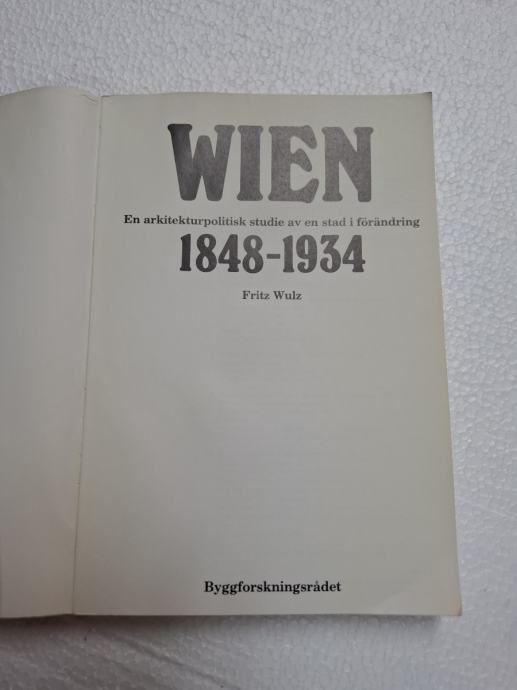 WIEN
En arkitekturpolitisk studie av en stad i förändring
1848-1934
Fritz Wulz
Byggforskningsrådet